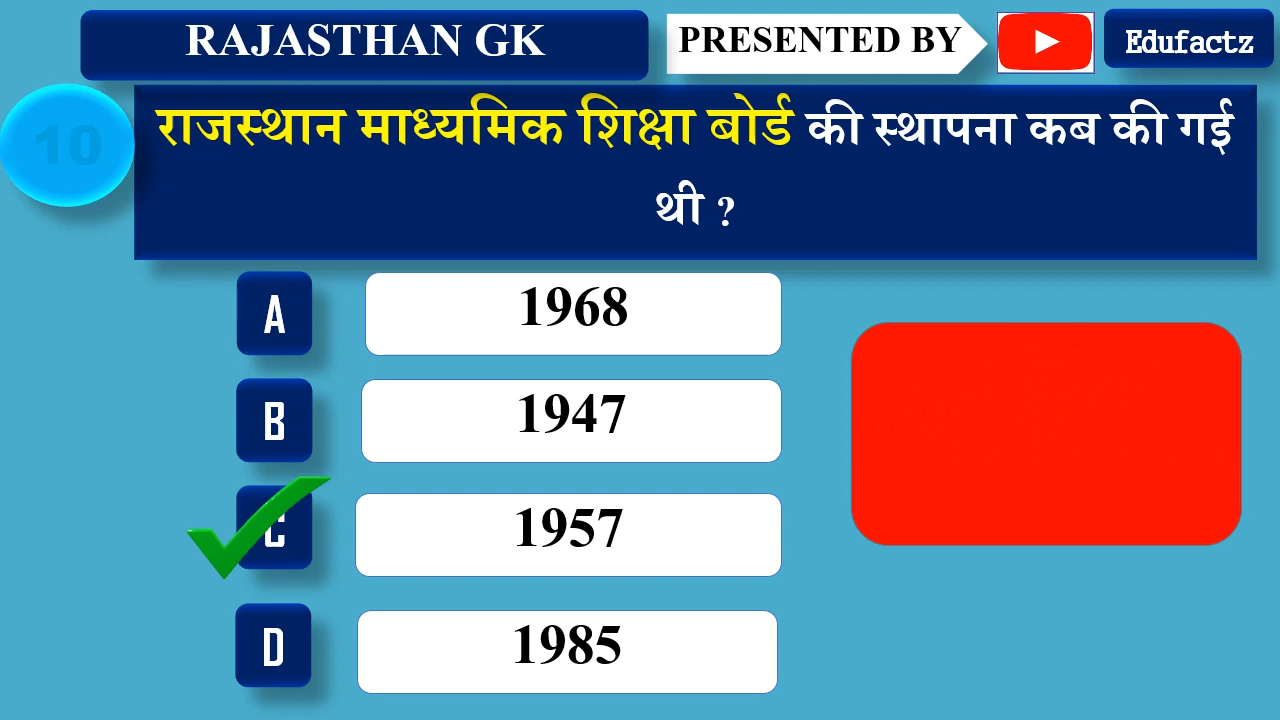 RAJASTHAN GK
PRESENTED BY
Edufactz
10
राजस्थान माध्यमिक शिक्षा बोर्ड की स्थापना कब की गई
थी ?
A
1968
B
1947
C
1957
D
1985